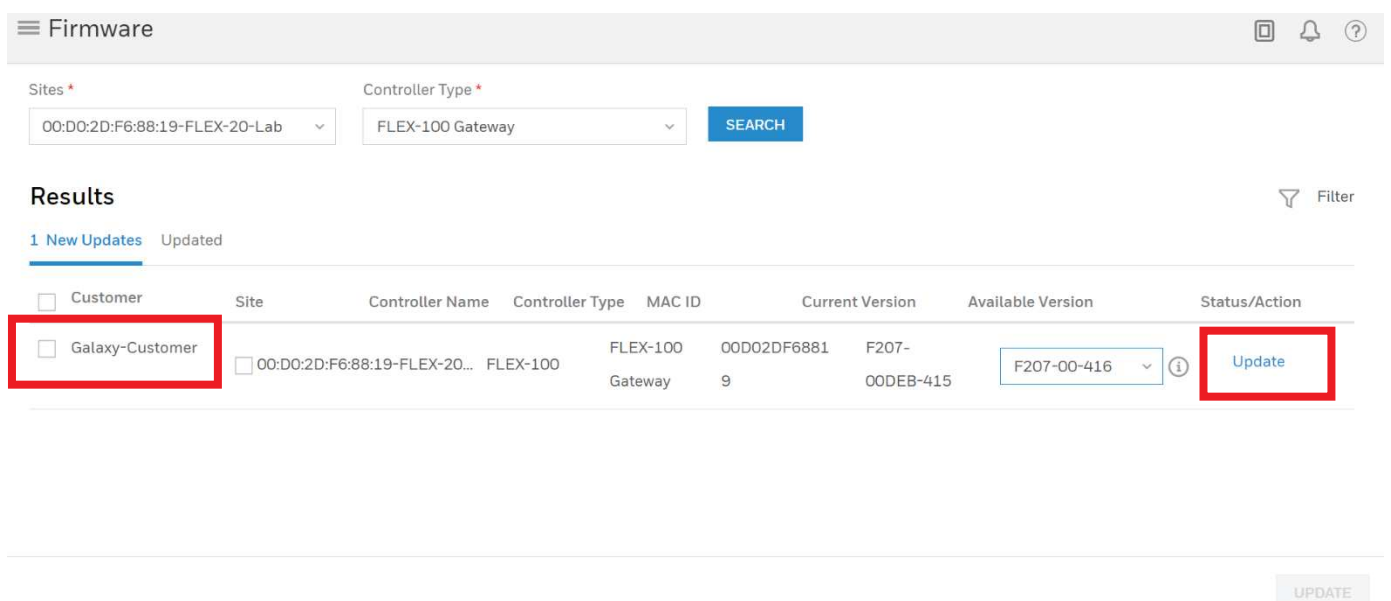 Firmware
Sites * Controller Type *
00:D0:2D:F6:88:19-FLEX-20-Lab FLEX-100 Gateway SEARCH
Results Filter
1 New Updates Updated
Customer Site Controller Name Controller Type MAC ID Current Version Available Version Status/Action
Galaxy-Customer 00:D0:2D:F6:88:19-FLEX-20... FLEX-100 FLEX-100 00D02DF6881 F207- F207-00-416 Update
Gateway 9 00DEB-415
UPDATE